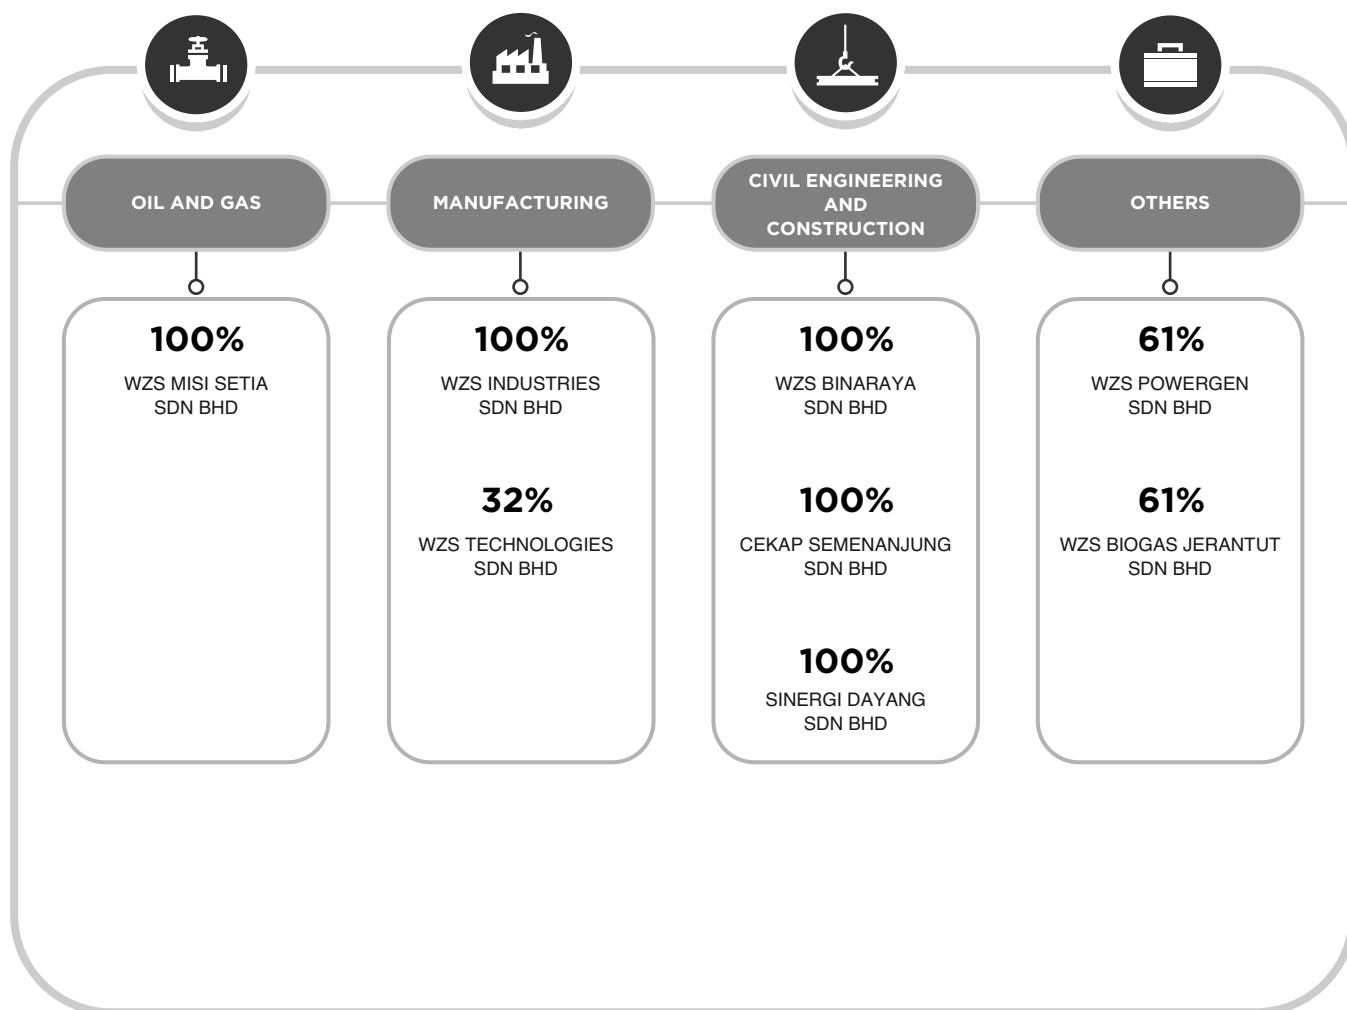 OIL AND GAS
100%
WZS MISI SETIA
SDN BHD
MANUFACTURING
100%
WZS INDUSTRIES
SDN BHD
32%
WZS TECHNOLOGIES
SDN BHD
CIVIL ENGINEERING
AND
CONSTRUCTION
100%
WZS BINARAYA
SDN BHD
100%
CEKAP SEMENANJUNG
SDN BHD
100%
SINERGI DAYANG
SDN BHD
OTHERS
61%
WZS POWERGEN
SDN BHD
61%
WZS BIOGAS JERANTUT
SDN BHD